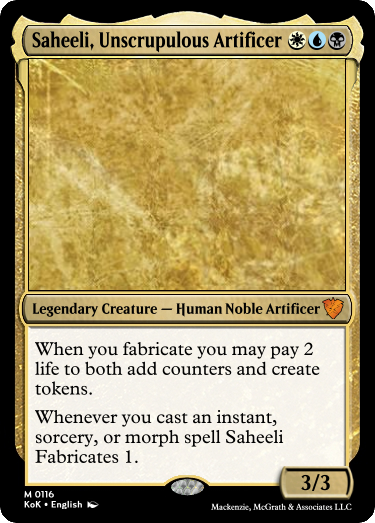 Saheeli, Unscrupulous Artificer
Legendary Creature — Human Noble Artificer
When you fabricate you may pay 2
life to both add counters and create
tokens.
Whenever you cast an instant,
sorcery, or morph spell Saheeli
Fabricates 1.
3/3
M 0116
KoK • English
Mackenzie, McGrath & Associates LLC